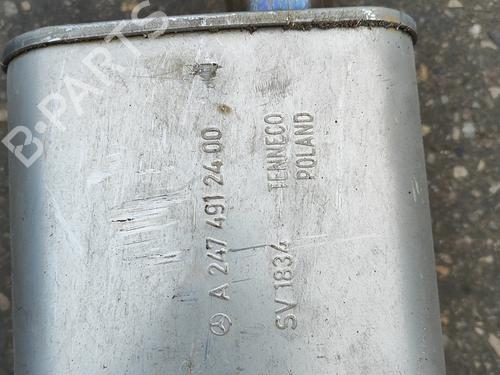 A 247 491 24 00
SV 1834 TENNECO
POLAND
B-PARTS